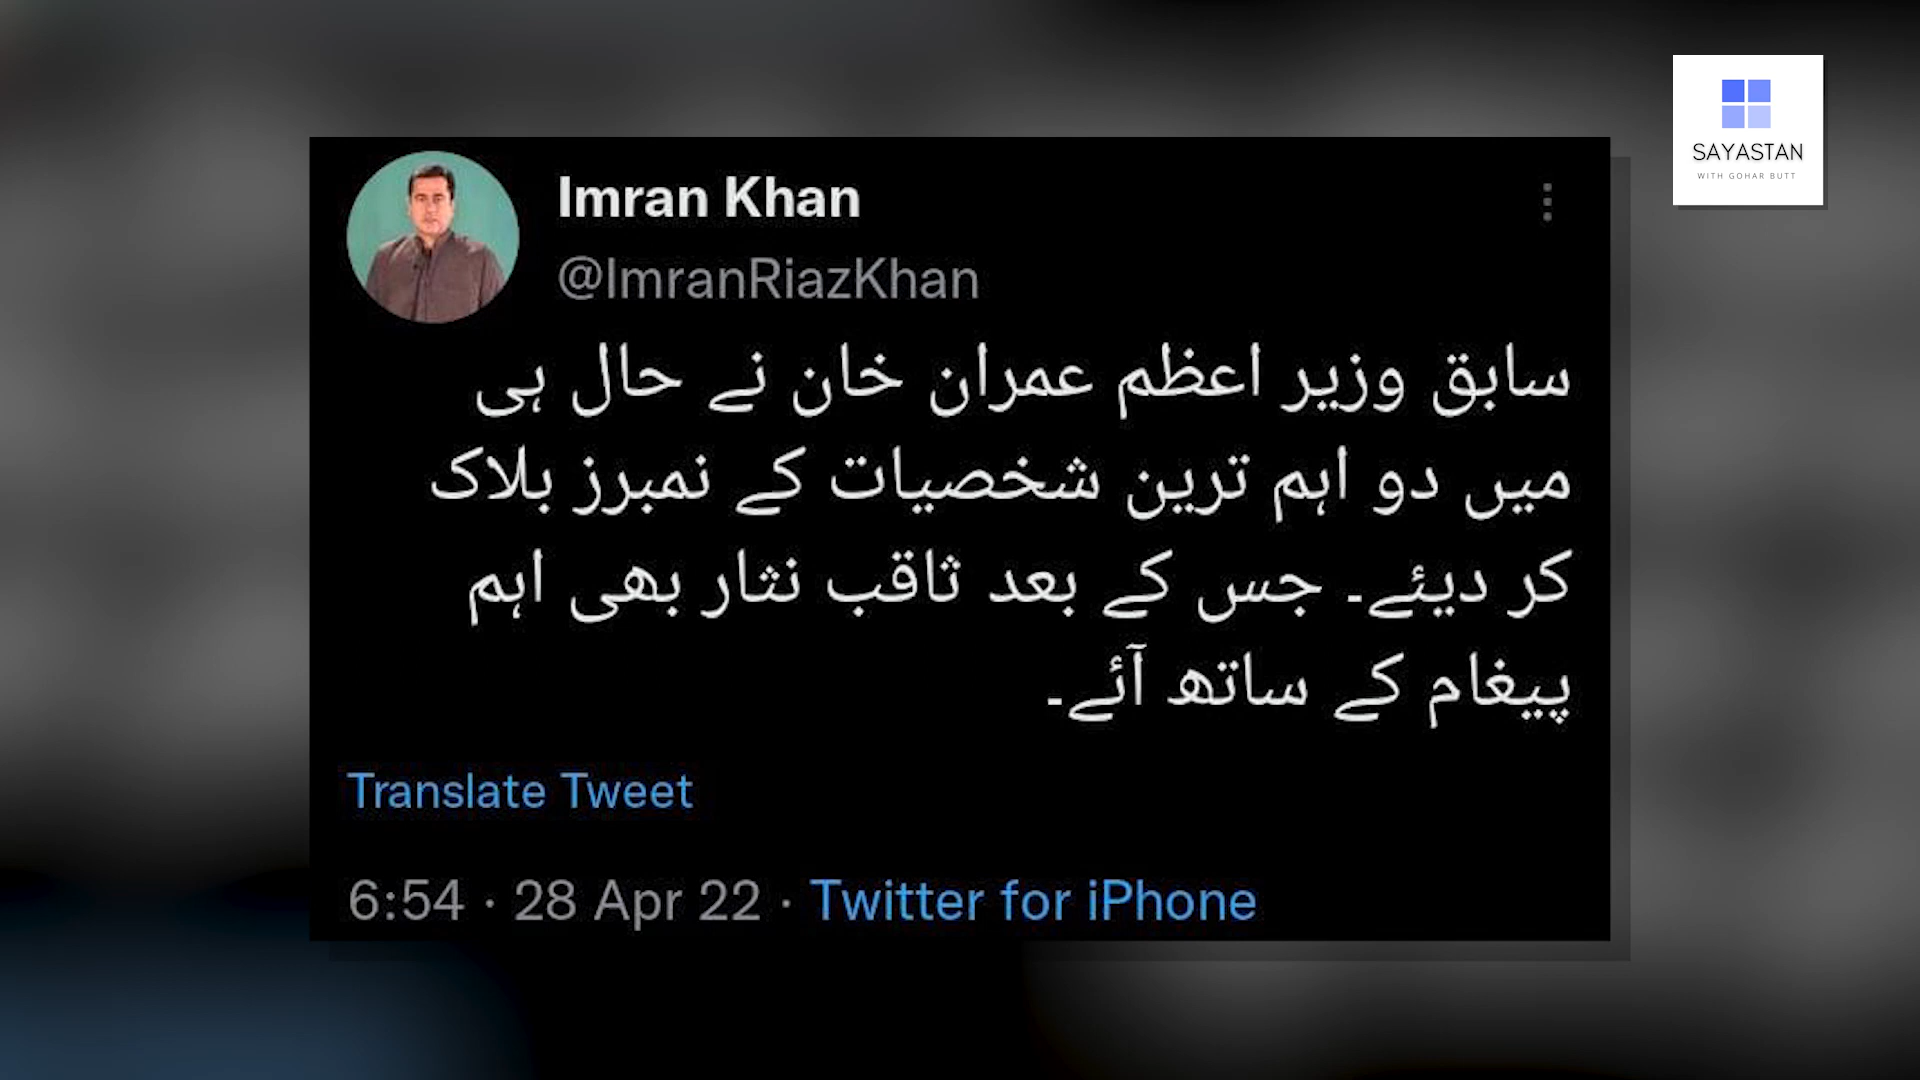 SAYASTAN
WITH GOHAR BUTT
Imran Khan
@ImranRiazKhan
سابق وزیر اعظم عمران خان نے حال ہی
میں دو اہم ترین شخصیات کے نمبرز بلاک
کر دیئے۔ جس کے بعد ثاقب نثار بھی اہم
پیغام کے ساتھ آئے۔
Translate Tweet
6:54 · 28 Apr 22 · Twitter for iPhone